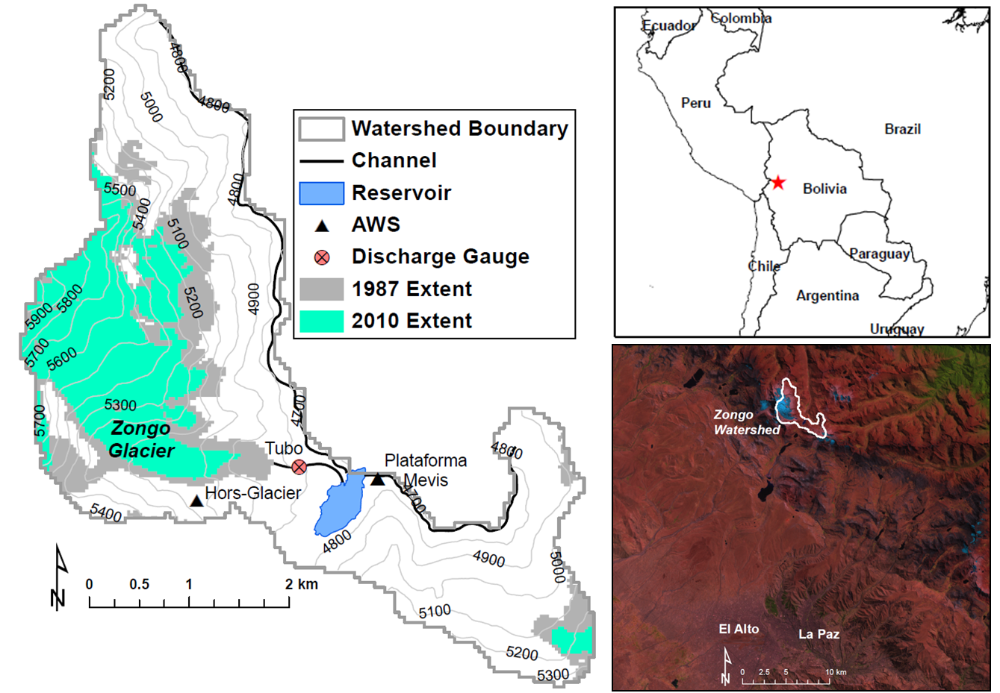 4800
5200
5000
4800
4800
5500
5400
5100
5200
4900
5900
5800
5700
5600
5300
5700
4700
Zongo
Glacier
Tubo
Hors-Glacier
Plataforma
Mevis
4800
4700
5400
4800
4900
5000
5100
5200
5300
N
0 0.5 1 2 km
Watershed Boundary
Channel
Reservoir
AWS
Discharge Gauge
1987 Extent
2010 Extent
Ecuador
Colombia
Peru
Brazil
Bolivia
Paraguay
Chile
Argentina
Uruguay
Zongo
Watershed
El Alto
La Paz
N
0 2.5 5 10 km